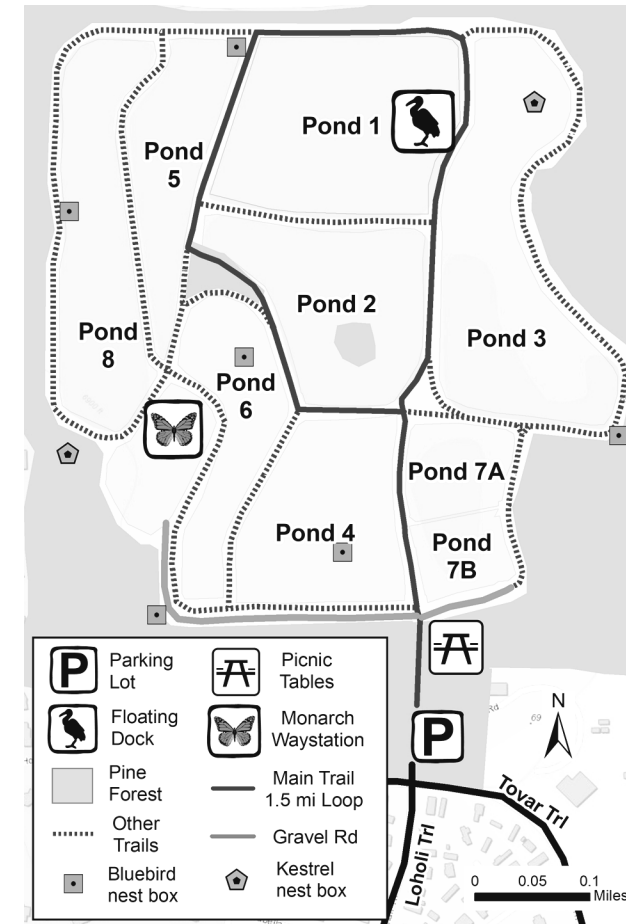 Pond 1
Pond
5
Pond 2
Pond 3
Pond
8
Pond
6
Pond 7A
Pond 4
Pond
7B
P
Parking
Lot
Picnic
Tables
Floating
Dock
Monarch
Waystation
Pine
Forest
Main Trail
1.5 mi Loop
Other
Trails
Gravel Rd
Bluebird
nest box
Kestrel
nest box
Rd
69
N
P
Tovar Trl
Loholi Trl
0 0.05 0.1
Miles